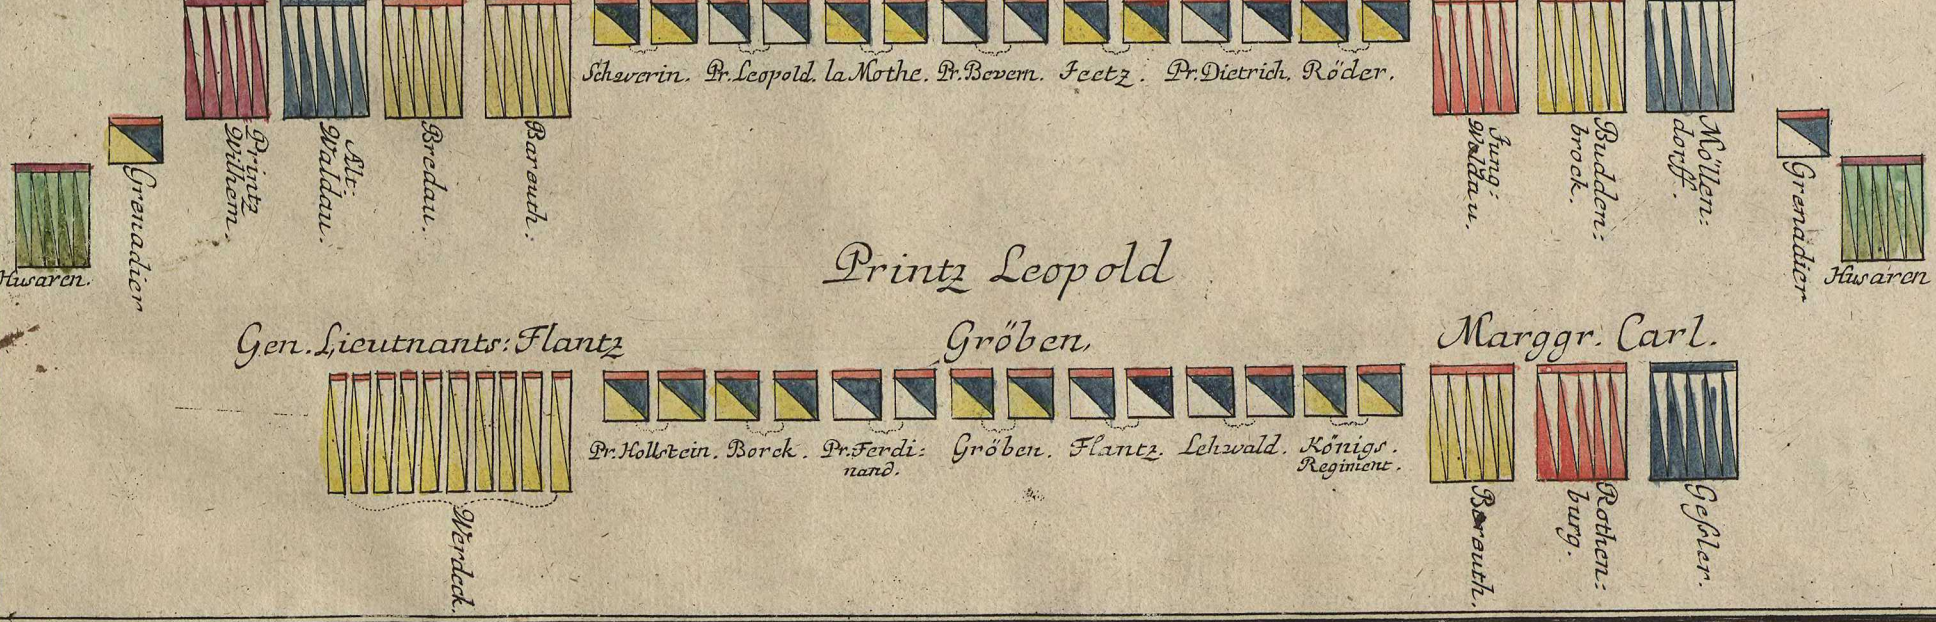 Schwerin. Pr. Leopold. la Mothe. Pr. Bevern. Jeetz. Pr. Dietrich. Röder.
Printz
Wilhem.
Alt:
Waldau.
Bredau.
Bareuth.
Jung:
Waldau.
Budden:
brock.
Möllen:
dorff.
Grenadier
Grenadier
Husaren.
Husaren
Printz Leopold
Gen. Lieutnants: Flantz
Gröben,
Marggr. Carl.
Pr. Hollstein. Borck. Pr. Ferdi:
nand.
Gröben. Flantz. Lehwald. Königs.
Regiment.
Werdeck.
Bareuth.
Rothen:
burg.
Geßler.